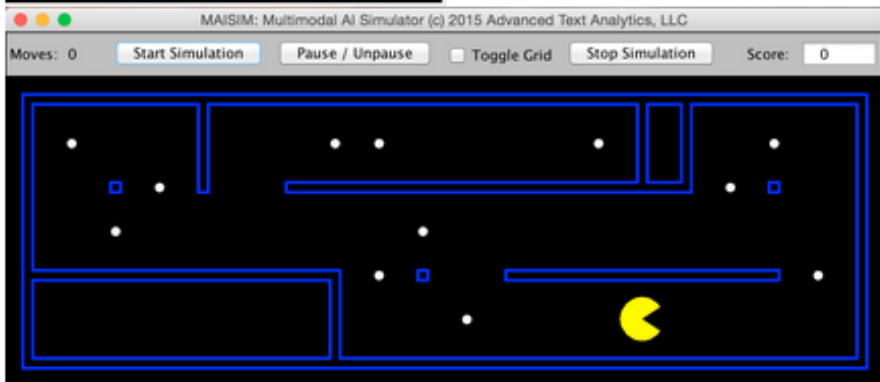 MAISIM: Multimodal AI Simulator (c) 2015 Advanced Text Analytics, LLC
Moves: 0 Start Simulation Pause / Unpause Toggle Grid Stop Simulation Score: 0